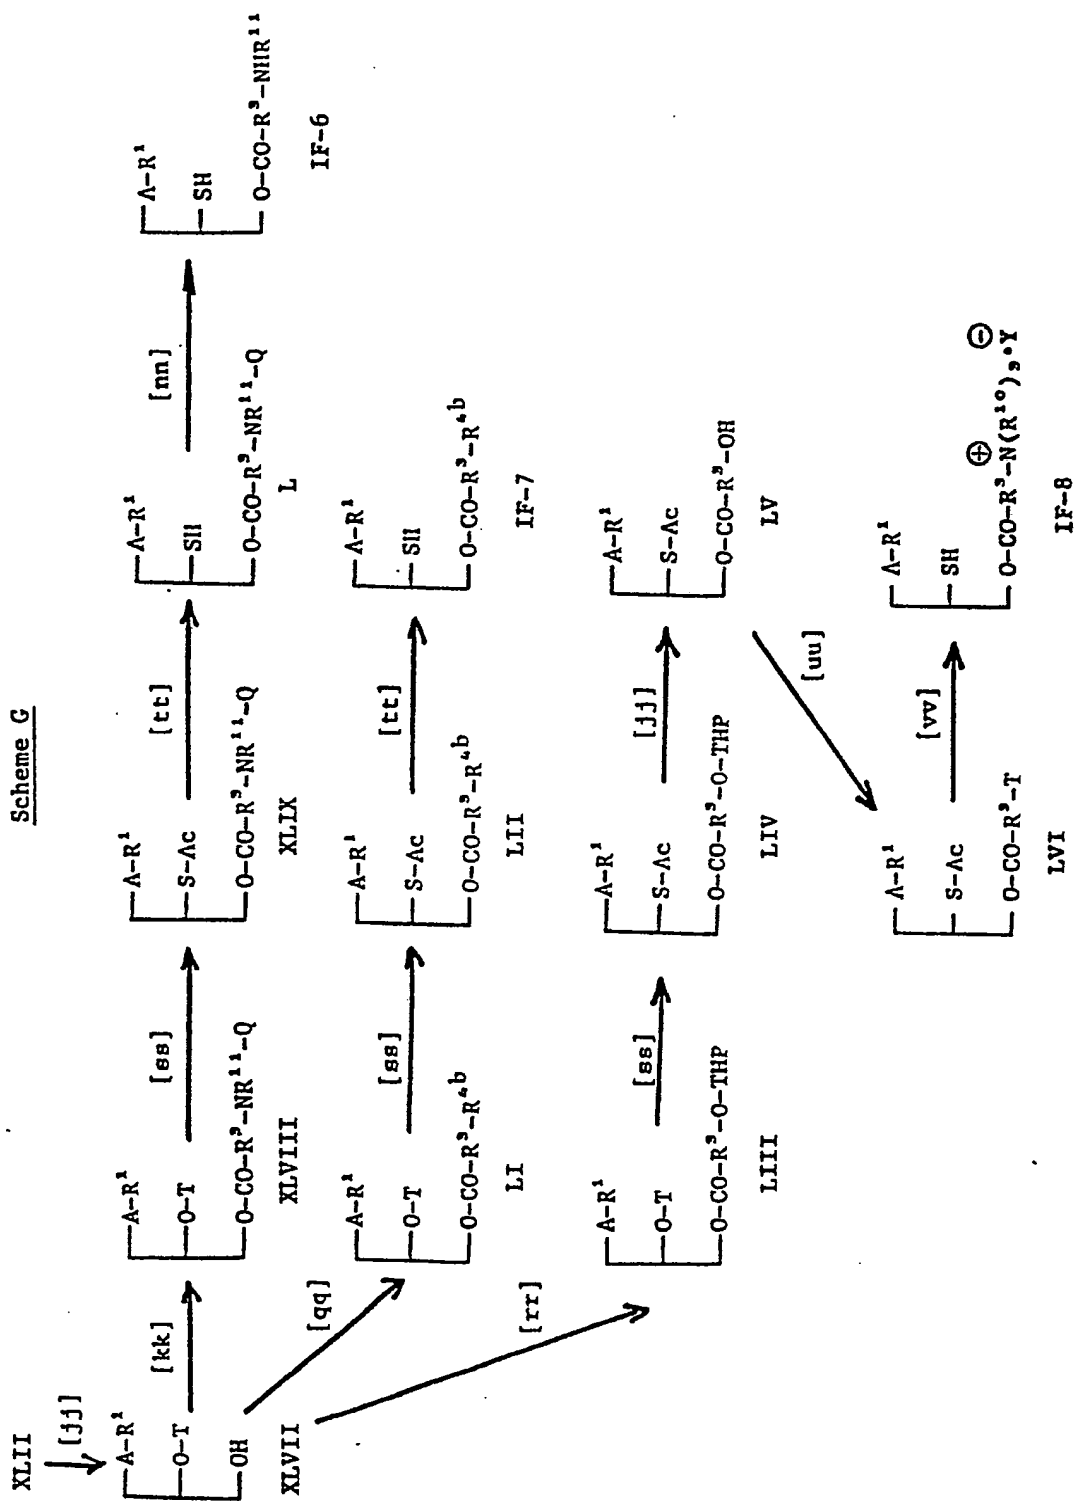 Scheme G
XLII
[jj]
A-R¹
O-T
OH
XLVII
[kk]
A-R¹
O-T
O-CO-R³-NR¹¹-Q
XLVIII
[ss]
A-R¹
S-Ac
O-CO-R³-NR¹¹-Q
XLIX
[tt]
A-R¹
SH
O-CO-R³-NR¹¹-Q
L
[nn]
A-R¹
SH
O-CO-R³-NHR¹¹
IF-6
[qq]
A-R¹
O-T
O-CO-R³-R⁴ᵇ
LI
[ss]
A-R¹
S-Ac
O-CO-R³-R⁴ᵇ
LII
[tt]
A-R¹
SH
O-CO-R³-R⁴ᵇ
IF-7
[rr]
A-R¹
O-T
O-CO-R³-O-THP
LIII
[ss]
A-R¹
S-Ac
O-CO-R³-O-THP
LIV
[jj]
A-R¹
S-Ac
O-CO-R³-OH
LV
[uu]
A-R¹
S-Ac
O-CO-R³-T
LVI
[vv]
A-R¹
SH
⊕ ⊖
O-CO-R³-N(R¹⁰)₃•Y
IF-8